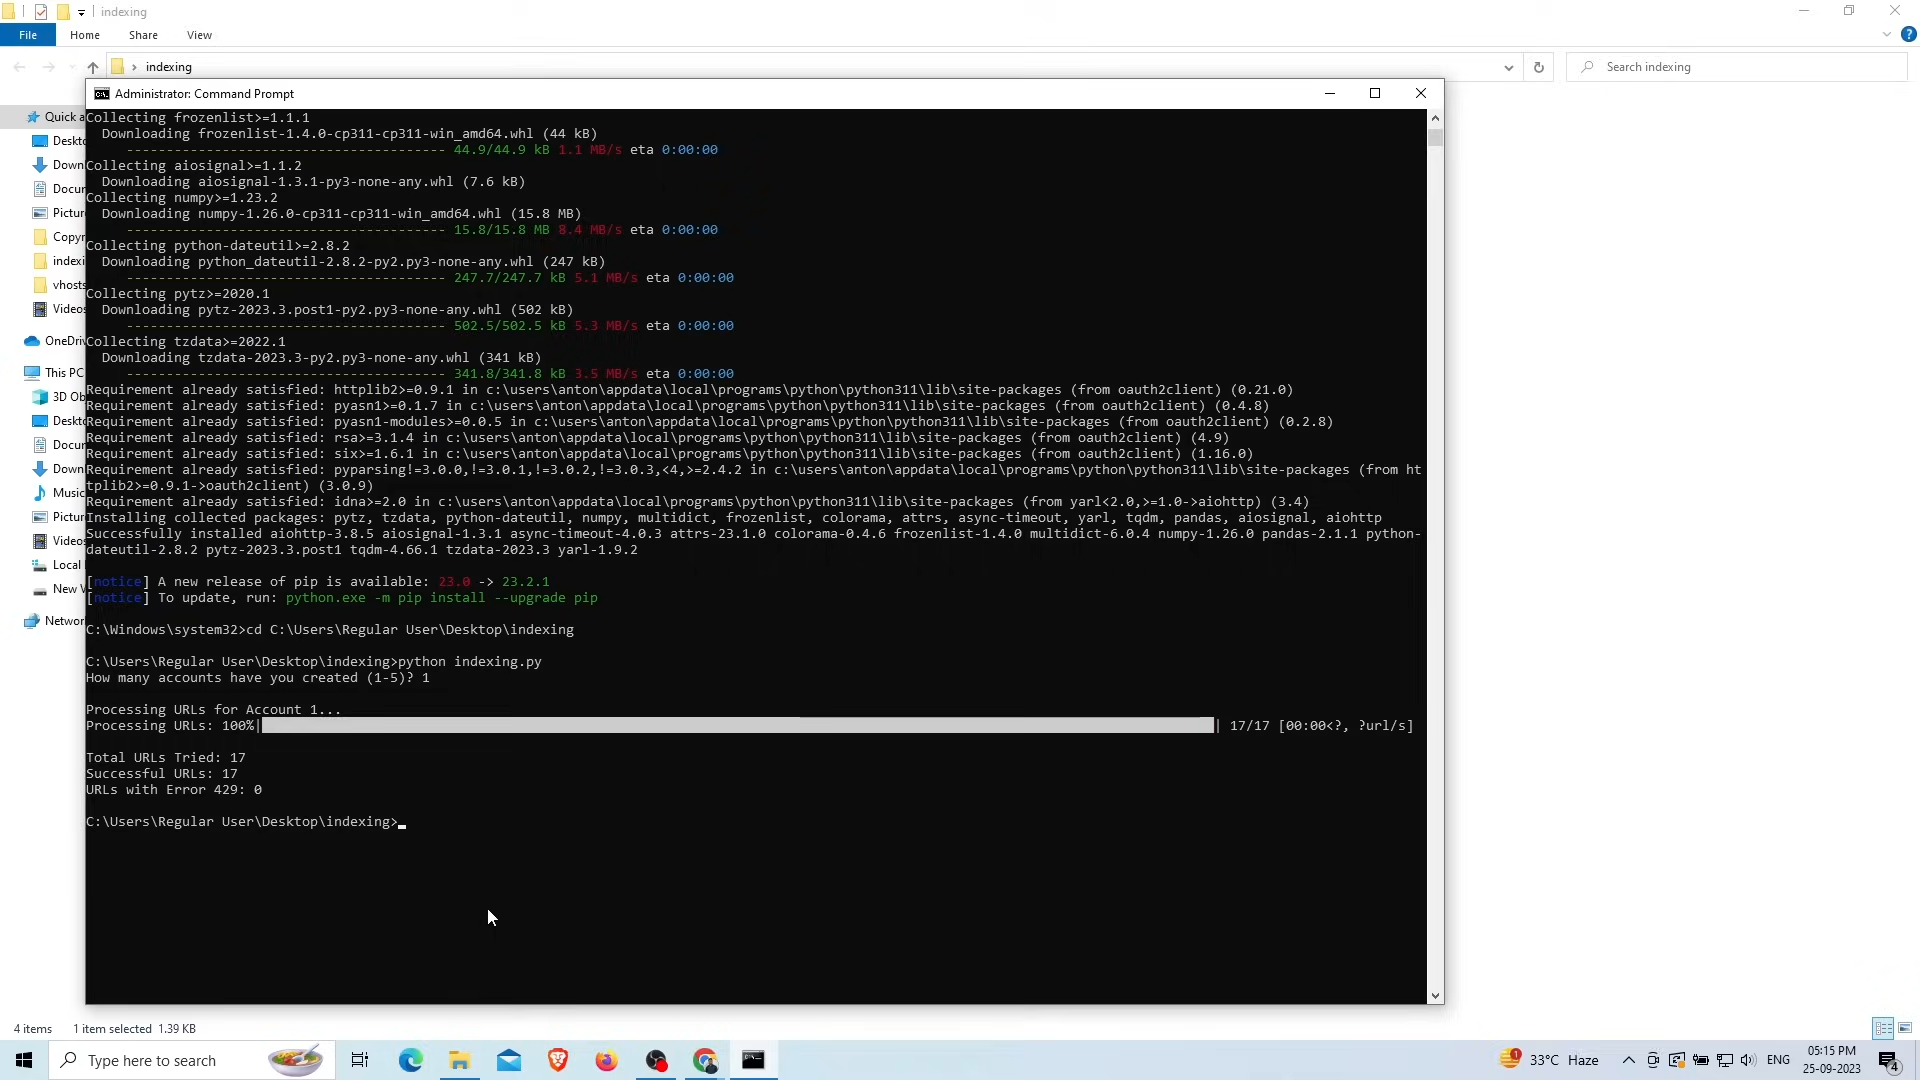 indexing
File
Home
Share
View
indexing
Search indexing
Administrator: Command Prompt
Quick a
Deskto
Down
Docur
Pictur
Copyr
indexi
vhosts
Videos
OneDriv
This PC
3D Ob
Deskto
Docur
Down
Music
Pictur
Videos
Local
New V
Networ
Collecting frozenlist>=1.1.1
Downloading frozenlist-1.4.0-cp311-cp311-win_amd64.whl (44 kB)
---------------------------------------- 44.9/44.9 kB 1.1 MB/s eta 0:00:00
Collecting aiosignal>=1.1.2
Downloading aiosignal-1.3.1-py3-none-any.whl (7.6 kB)
Collecting numpy>=1.23.2
Downloading numpy-1.26.0-cp311-cp311-win_amd64.whl (15.8 MB)
---------------------------------------- 15.8/15.8 MB 8.4 MB/s eta 0:00:00
Collecting python-dateutil>=2.8.2
Downloading python_dateutil-2.8.2-py2.py3-none-any.whl (247 kB)
---------------------------------------- 247.7/247.7 kB 5.1 MB/s eta 0:00:00
Collecting pytz>=2020.1
Downloading pytz-2023.3.post1-py2.py3-none-any.whl (502 kB)
---------------------------------------- 502.5/502.5 kB 5.3 MB/s eta 0:00:00
Collecting tzdata>=2022.1
Downloading tzdata-2023.3-py2.py3-none-any.whl (341 kB)
---------------------------------------- 341.8/341.8 kB 3.5 MB/s eta 0:00:00
Requirement already satisfied: httplib2>=0.9.1 in c:\users\anton\appdata\local\programs\python\python311\lib\site-packages (from oauth2client) (0.21.0)
Requirement already satisfied: pyasn1>=0.1.7 in c:\users\anton\appdata\local\programs\python\python311\lib\site-packages (from oauth2client) (0.4.8)
Requirement already satisfied: pyasn1-modules>=0.0.5 in c:\users\anton\appdata\local\programs\python\python311\lib\site-packages (from oauth2client) (0.2.8)
Requirement already satisfied: rsa>=3.1.4 in c:\users\anton\appdata\local\programs\python\python311\lib\site-packages (from oauth2client) (4.9)
Requirement already satisfied: six>=1.6.1 in c:\users\anton\appdata\local\programs\python\python311\lib\site-packages (from oauth2client) (1.16.0)
Requirement already satisfied: pyparsing!=3.0.0,!=3.0.1,!=3.0.2,!=3.0.3,<4,>=2.4.2 in c:\users\anton\appdata\local\programs\python\python311\lib\site-packages (from ht
tplib2>=0.9.1->oauth2client) (3.0.9)
Requirement already satisfied: idna>=2.0 in c:\users\anton\appdata\local\programs\python\python311\lib\site-packages (from yarl<2.0,>=1.0->aiohttp) (3.4)
Installing collected packages: pytz, tzdata, python-dateutil, numpy, multidict, frozenlist, colorama, attrs, async-timeout, yarl, tqdm, pandas, aiosignal, aiohttp
Successfully installed aiohttp-3.8.5 aiosignal-1.3.1 async-timeout-4.0.3 attrs-23.1.0 colorama-0.4.6 frozenlist-1.4.0 multidict-6.0.4 numpy-1.26.0 pandas-2.1.1 python-
dateutil-2.8.2 pytz-2023.3.post1 tqdm-4.66.1 tzdata-2023.3 yarl-1.9.2
[notice] A new release of pip is available: 23.0 -> 23.2.1
[notice] To update, run: python.exe -m pip install --upgrade pip
C:\Windows\system32>cd C:\Users\Regular User\Desktop\indexing
C:\Users\Regular User\Desktop\indexing>python indexing.py
How many accounts have you created (1-5)? 1
Processing URLs for Account 1...
Processing URLs: 100%| | 17/17 [00:00<?, ?url/s]
Total URLs Tried: 17
Successful URLs: 17
URLs with Error 429: 0
C:\Users\Regular User\Desktop\indexing>
4 items 1 item selected 1.39 KB
Type here to search
1
33°C Haze
ENG
05:15 PM
25-09-2023
4